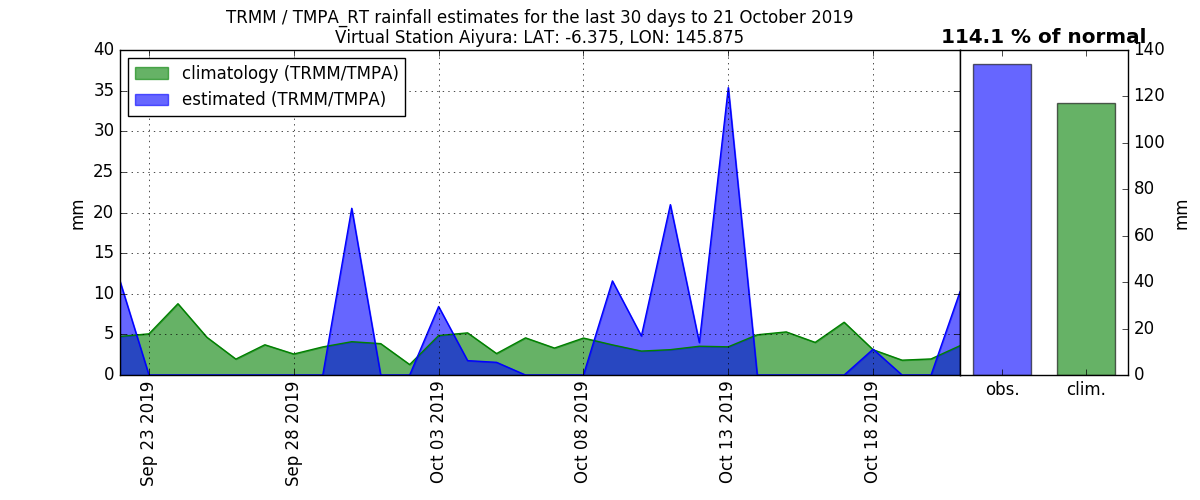 TRMM / TMPA_RT rainfall estimates for the last 30 days to 21 October 2019
Virtual Station Aiyura: LAT: -6.375, LON: 145.875
114.1 % of normal
climatology (TRMM/TMPA)
estimated (TRMM/TMPA)
40
35
30
25
20
15
10
5
0
mm
Sep 23 2019
Sep 28 2019
Oct 03 2019
Oct 08 2019
Oct 13 2019
Oct 18 2019
140
120
100
80
60
40
20
0
mm
obs.
clim.